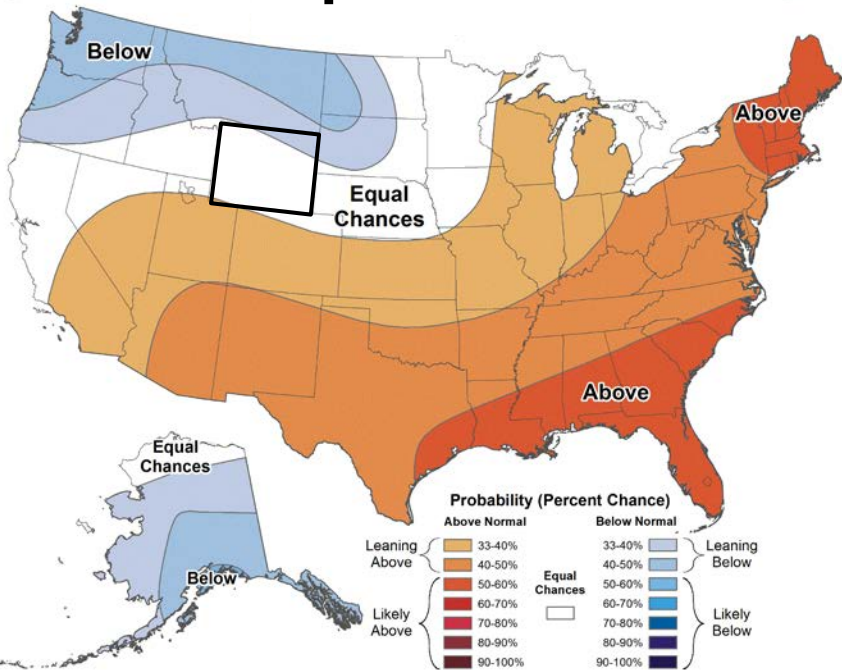 Below
Above
Equal
Chances
Above
Equal
Chances
Below
Probability (Percent Chance)
Above Normal
Below Normal
Leaning
Above
33-40%
40-50%
Likely
Above
50-60%
60-70%
70-80%
80-90%
90-100%
Equal
Chances
33-40%
40-50%
Leaning
Below
50-60%
60-70%
70-80%
80-90%
90-100%
Likely
Below